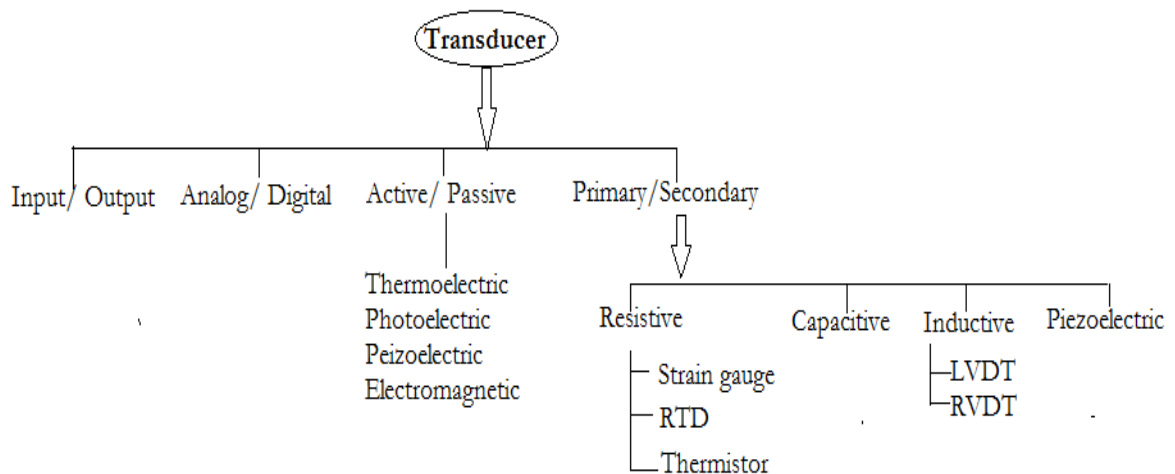 Transducer
Input/ Output
Analog/ Digital
Active/ Passive
Primary/Secondary
Thermoelectric
Photoelectric
Peizoelectric
Electromagnetic
Resistive
Capacitive
Inductive
Piezoelectric
Strain gauge
RTD
Thermistor
LVDT
RVDT